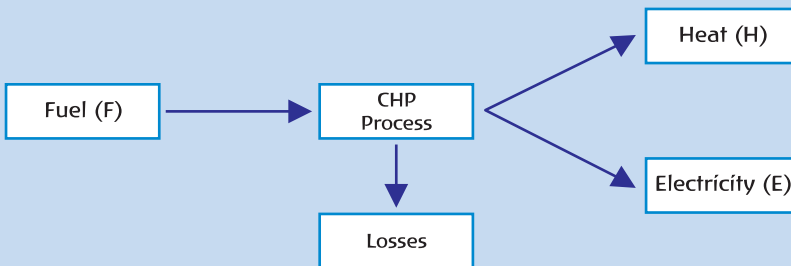 Heat (H)
Fuel (F)
CHP
Process
Electricity (E)
Losses